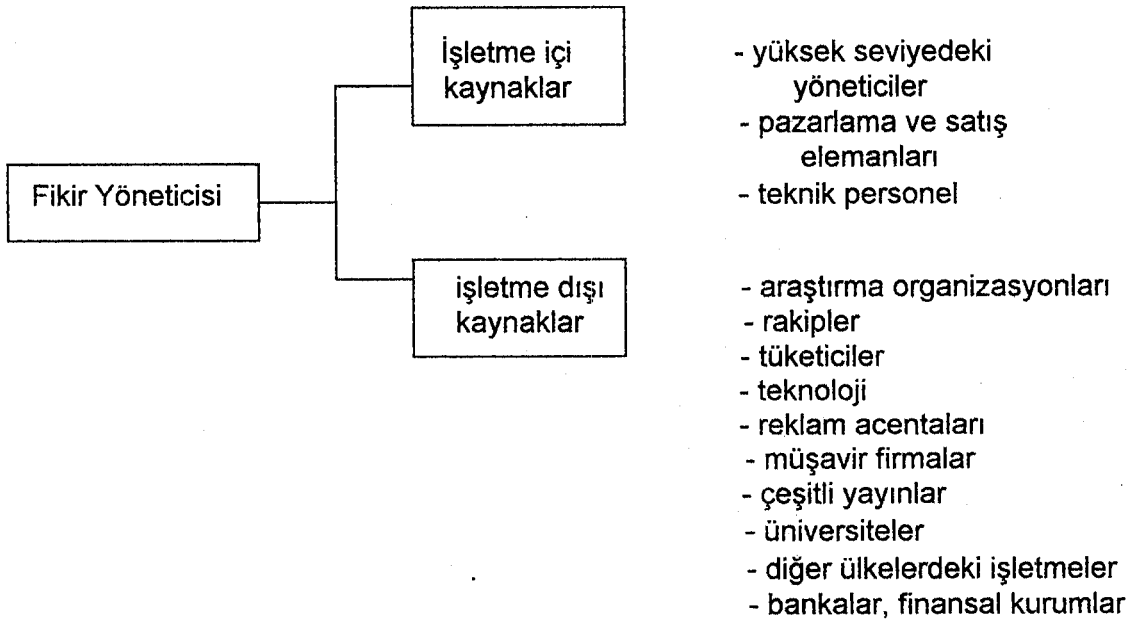 İşletme içi
kaynaklar
- yüksek seviyedeki
yöneticiler
- pazarlama ve satış
elemanları
- teknik personel
Fikir Yöneticisi
işletme dışı
kaynaklar
- araştırma organizasyonları
- rakipler
- tüketiciler
- teknoloji
- reklam acentaları
- müşavir firmalar
- çeşitli yayınlar
- üniversiteler
- diğer ülkelerdeki işletmeler
- bankalar, finansal kurumlar